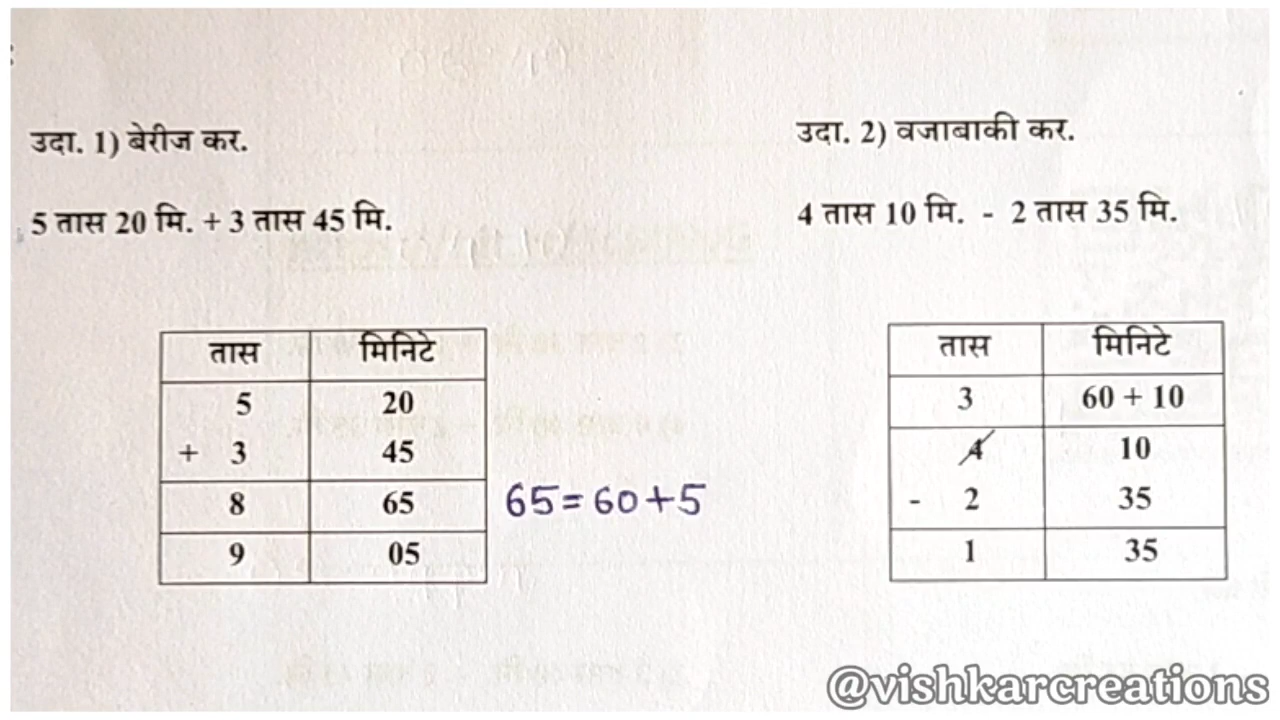 उदा. 1) बेरीज कर.
5 तास 20 मि. + 3 तास 45 मि.
तास मिनिटे
5 20
+ 3 45
8 65
65=60+5
9 05
उदा. 2) वजाबाकी कर.
4 तास 10 मि. - 2 तास 35 मि.
तास मिनिटे
3 60 + 10
4 10
- 2 35
1 35
@vishkarcreations